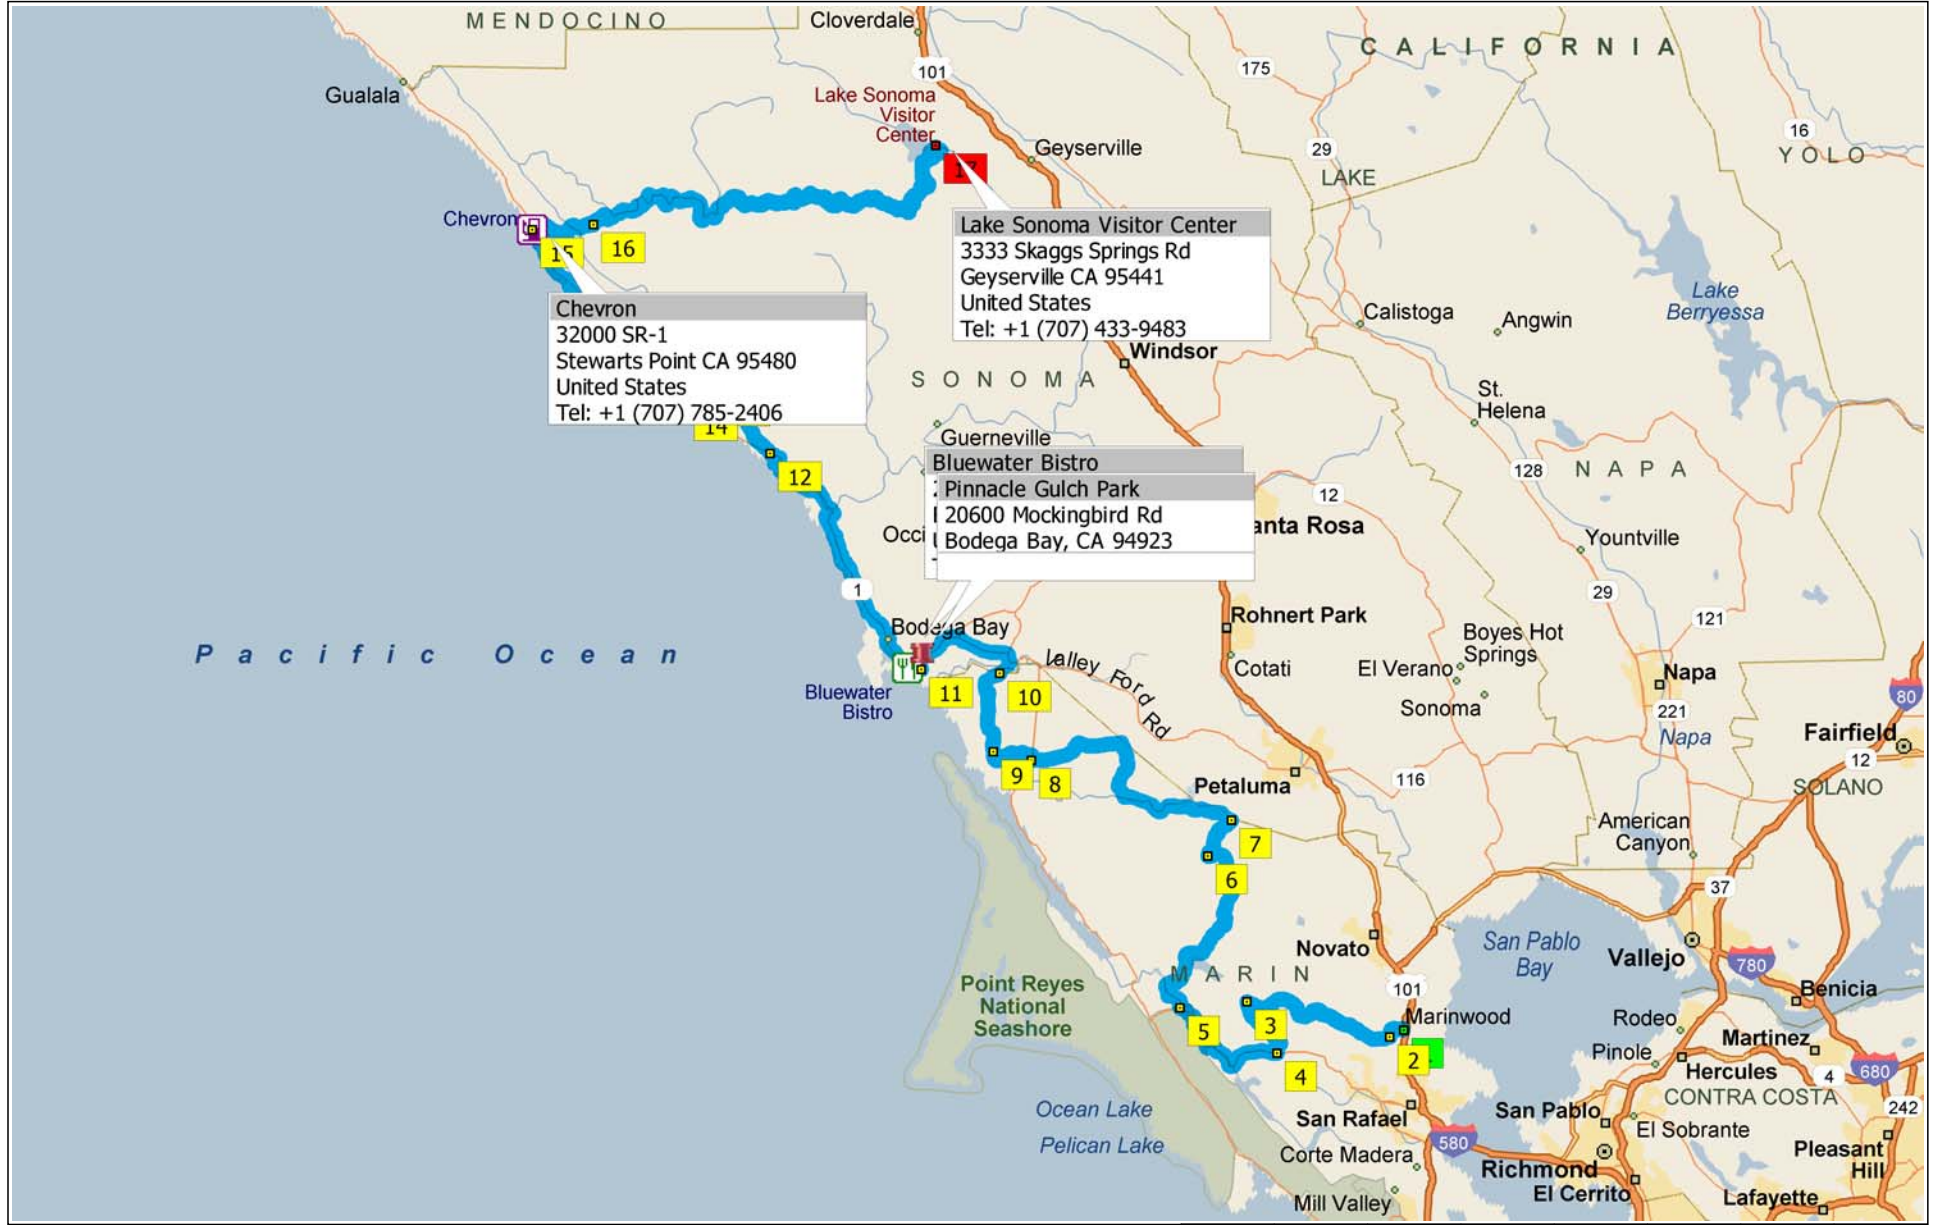 MENDOCINO
Cloverdale
CALIFORNIA
101
175
Gualala
Lake Sonoma
Visitor
Center
16
YOLO
29
Geyserville
LAKE
17
Chevron
15
16
Lake Sonoma Visitor Center
3333 Skaggs Springs Rd
Geyserville CA 95441
United States
Tel: +1 (707) 433-9483
Chevron
32000 SR-1
Stewarts Point CA 95480
United States
Tel: +1 (707) 785-2406
Lake
Berryessa
Calistoga
Angwin
Windsor
SONOMA
St.
Helena
14
Guerneville
12
128
NAPA
Bluewater Bistro
Pinnacle Gulch Park
20600 Mockingbird Rd
Bodega Bay, CA 94923
12
anta Rosa
Occi
Yountville
1
29
121
Rohnert Park
Bodega Bay
Pacific Ocean
Valley Ford Rd
Cotati
Boyes Hot
Springs
El Verano
Napa
Sonoma
80
Bluewater
Bistro
11
10
221
Napa
Fairfield
12
9
8
Petaluma
116
SOLANO
American
Canyon
7
6
37
Novato
San Pablo
Bay
Vallejo
780
MARIN
Point Reyes
National
Seashore
101
Benicia
5
3
Marinwood
Rodeo
2
Pinole
Martinez
4
Hercules
4
680
CONTRA COSTA
Ocean Lake
Pelican Lake
San Rafael
San Pablo
242
El Sobrante
580
Corte Madera
Richmond
Pleasant
Hill
El Cerrito
Mill Valley
Lafayette